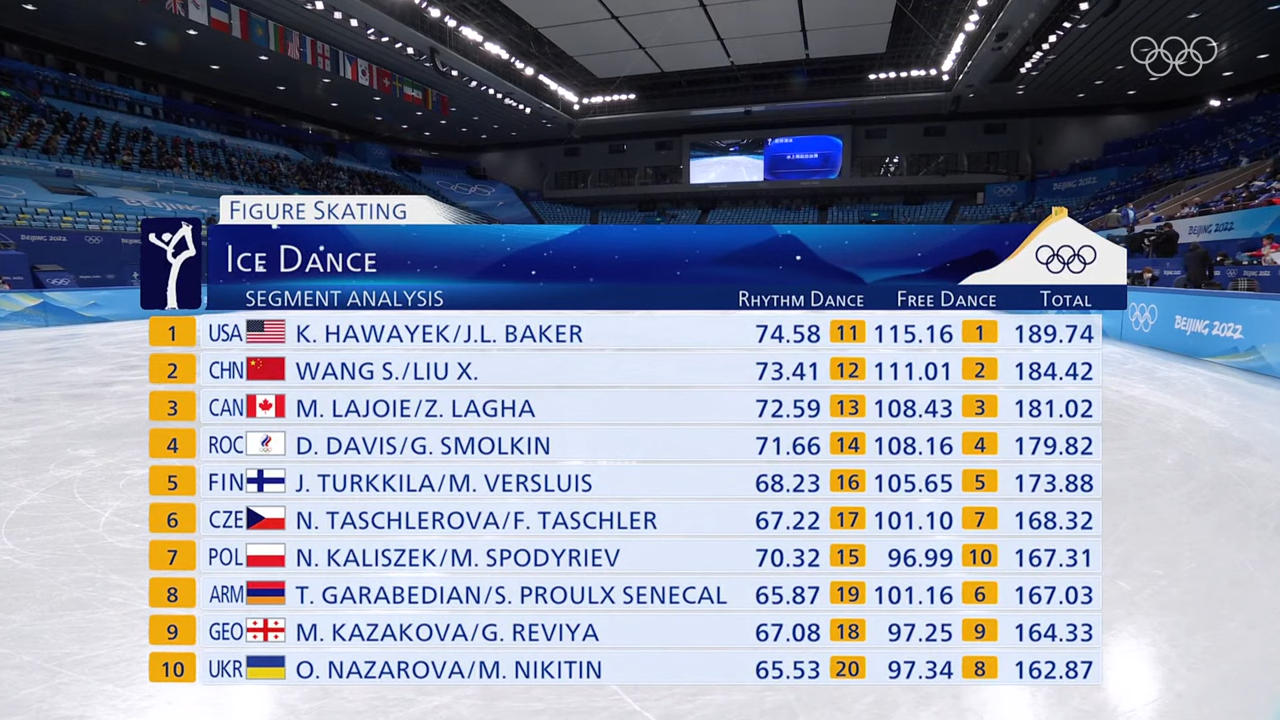 FIGURE SKATING
ICE DANCE
SEGMENT ANALYSIS RHYTHM DANCE FREE DANCE TOTAL
1 USA K. HAWAYEK/J.L. BAKER 74.58 11 115.16 1 189.74
2 CHN WANG S./LIU X. 73.41 12 111.01 2 184.42
3 CAN M. LAJOIE/Z. LAGHA 72.59 13 108.43 3 181.02
4 ROC D. DAVIS/G. SMOLKIN 71.66 14 108.16 4 179.82
5 FIN J. TURKKILA/M. VERSLUIS 68.23 16 105.65 5 173.88
6 CZE N. TASCHLEROVA/F. TASCHLER 67.22 17 101.10 7 168.32
7 POL N. KALISZEK/M. SPODYRIEV 70.32 15 96.99 10 167.31
8 ARM T. GARABEDIAN/S. PROULX SENECAL 65.87 19 101.16 6 167.03
9 GEO M. KAZAKOVA/G. REVIYA 67.08 18 97.25 9 164.33
10 UKR O. NAZAROVA/M. NIKITIN 65.53 20 97.34 8 162.87
BEIJING 2022
BEIJING 2022
BEIJING 2022
BEIJING 2022